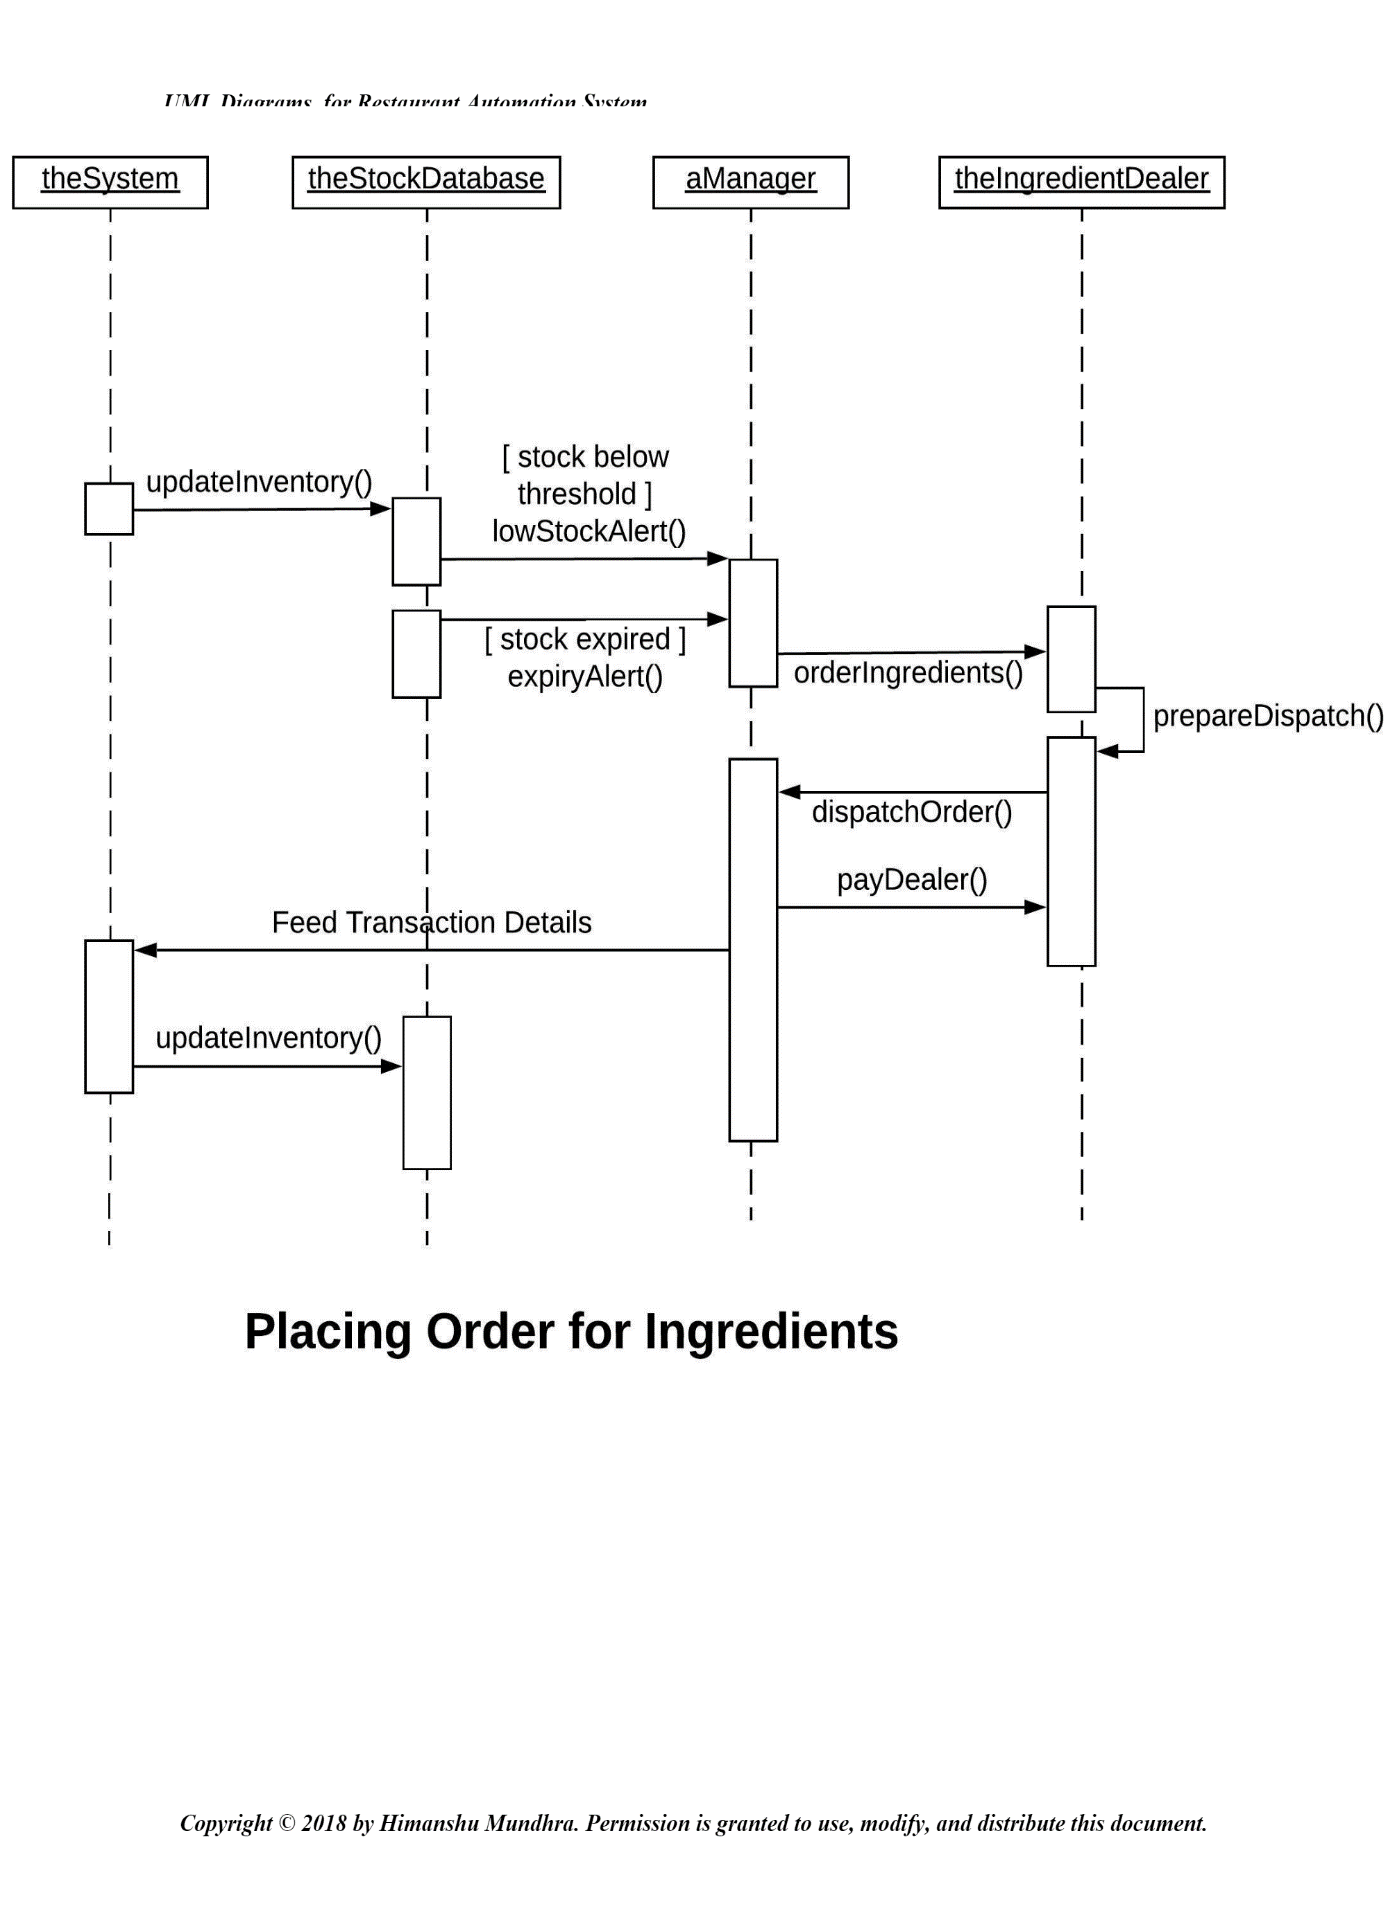 UML Diagrams for Restaurant Automation System
theSystem
theStockDatabase
aManager
theIngredientDealer
[ stock below
threshold ]
lowStockAlert()
updateInventory()
[ stock expired ]
expiryAlert()
orderIngredients()
prepareDispatch()
dispatchOrder()
payDealer()
Feed Transaction Details
updateInventory()
Placing Order for Ingredients
Copyright © 2018 by Himanshu Mundhra. Permission is granted to use, modify, and distribute this document.